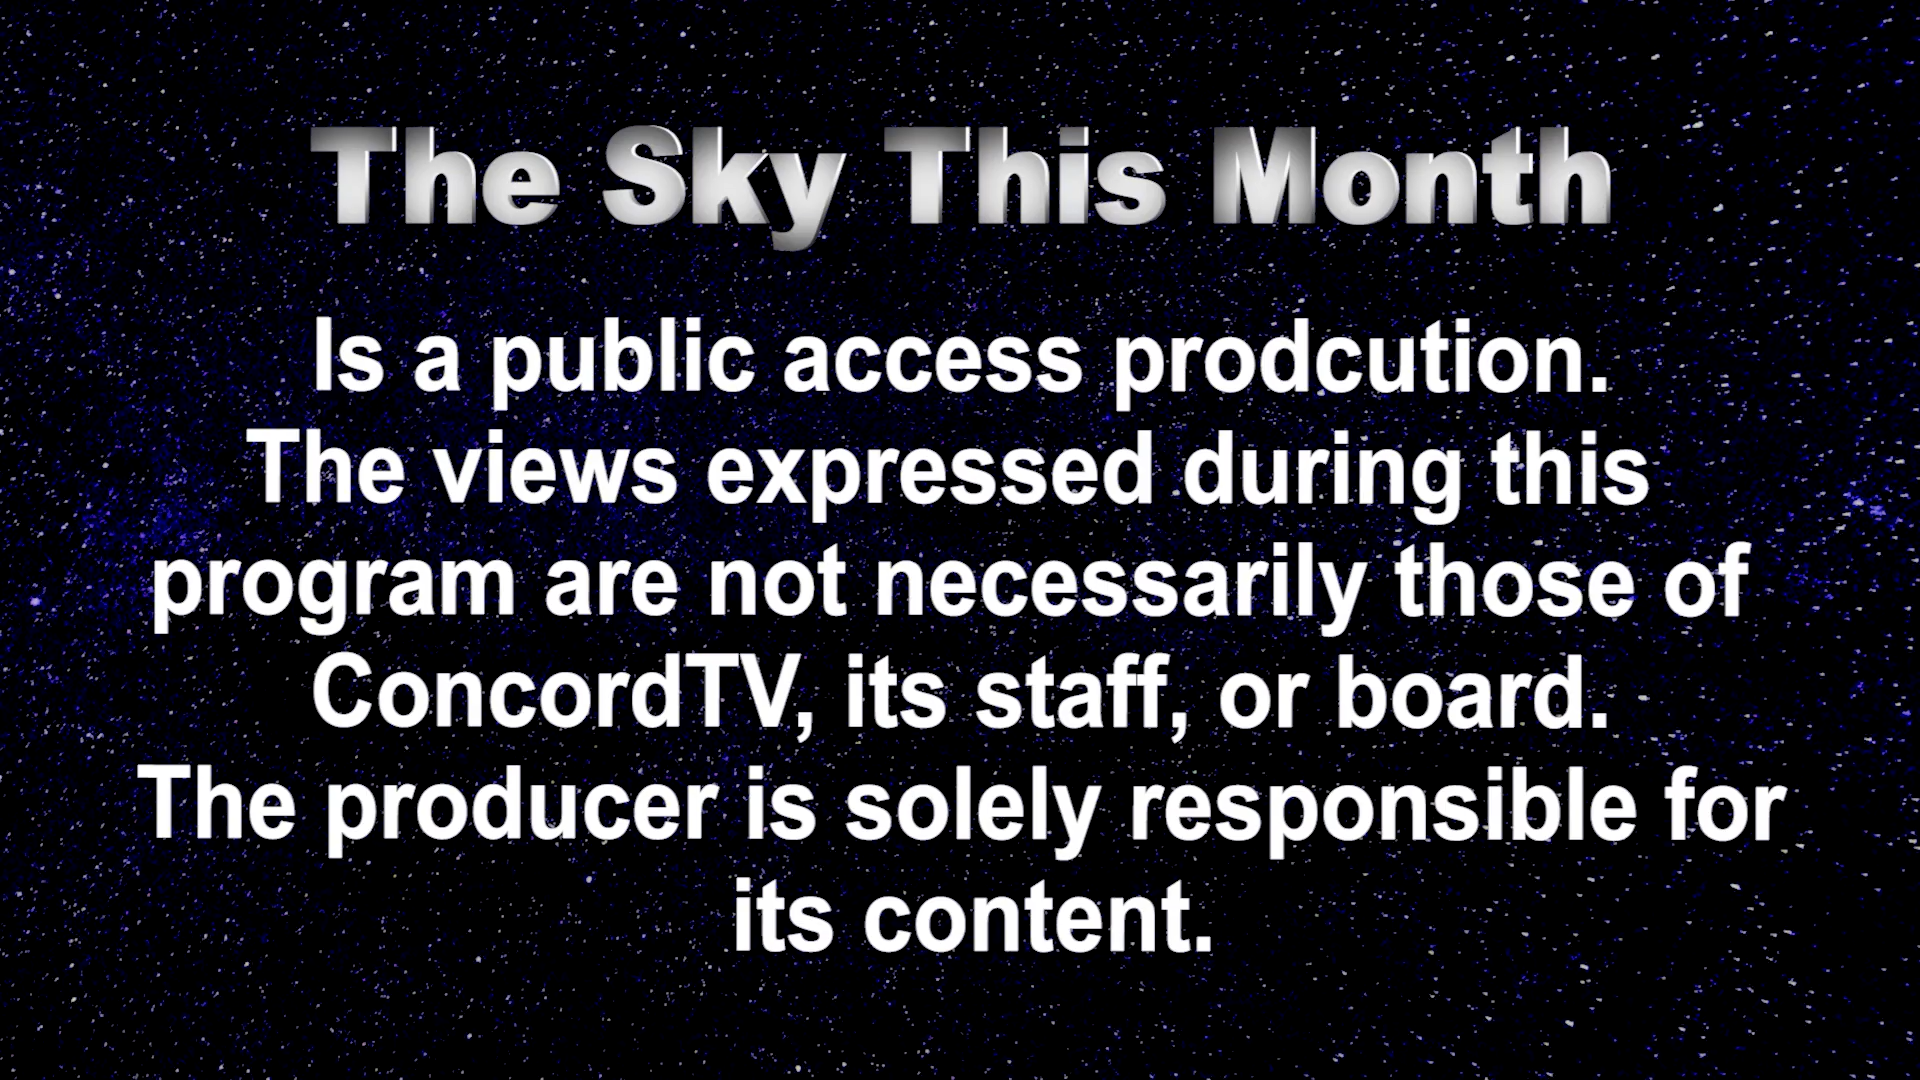 The Sky This Month
Is a public access prodcution.
The views expressed during this
program are not necessarily those of
ConcordTV, its staff, or board.
The producer is solely responsible for
its content.